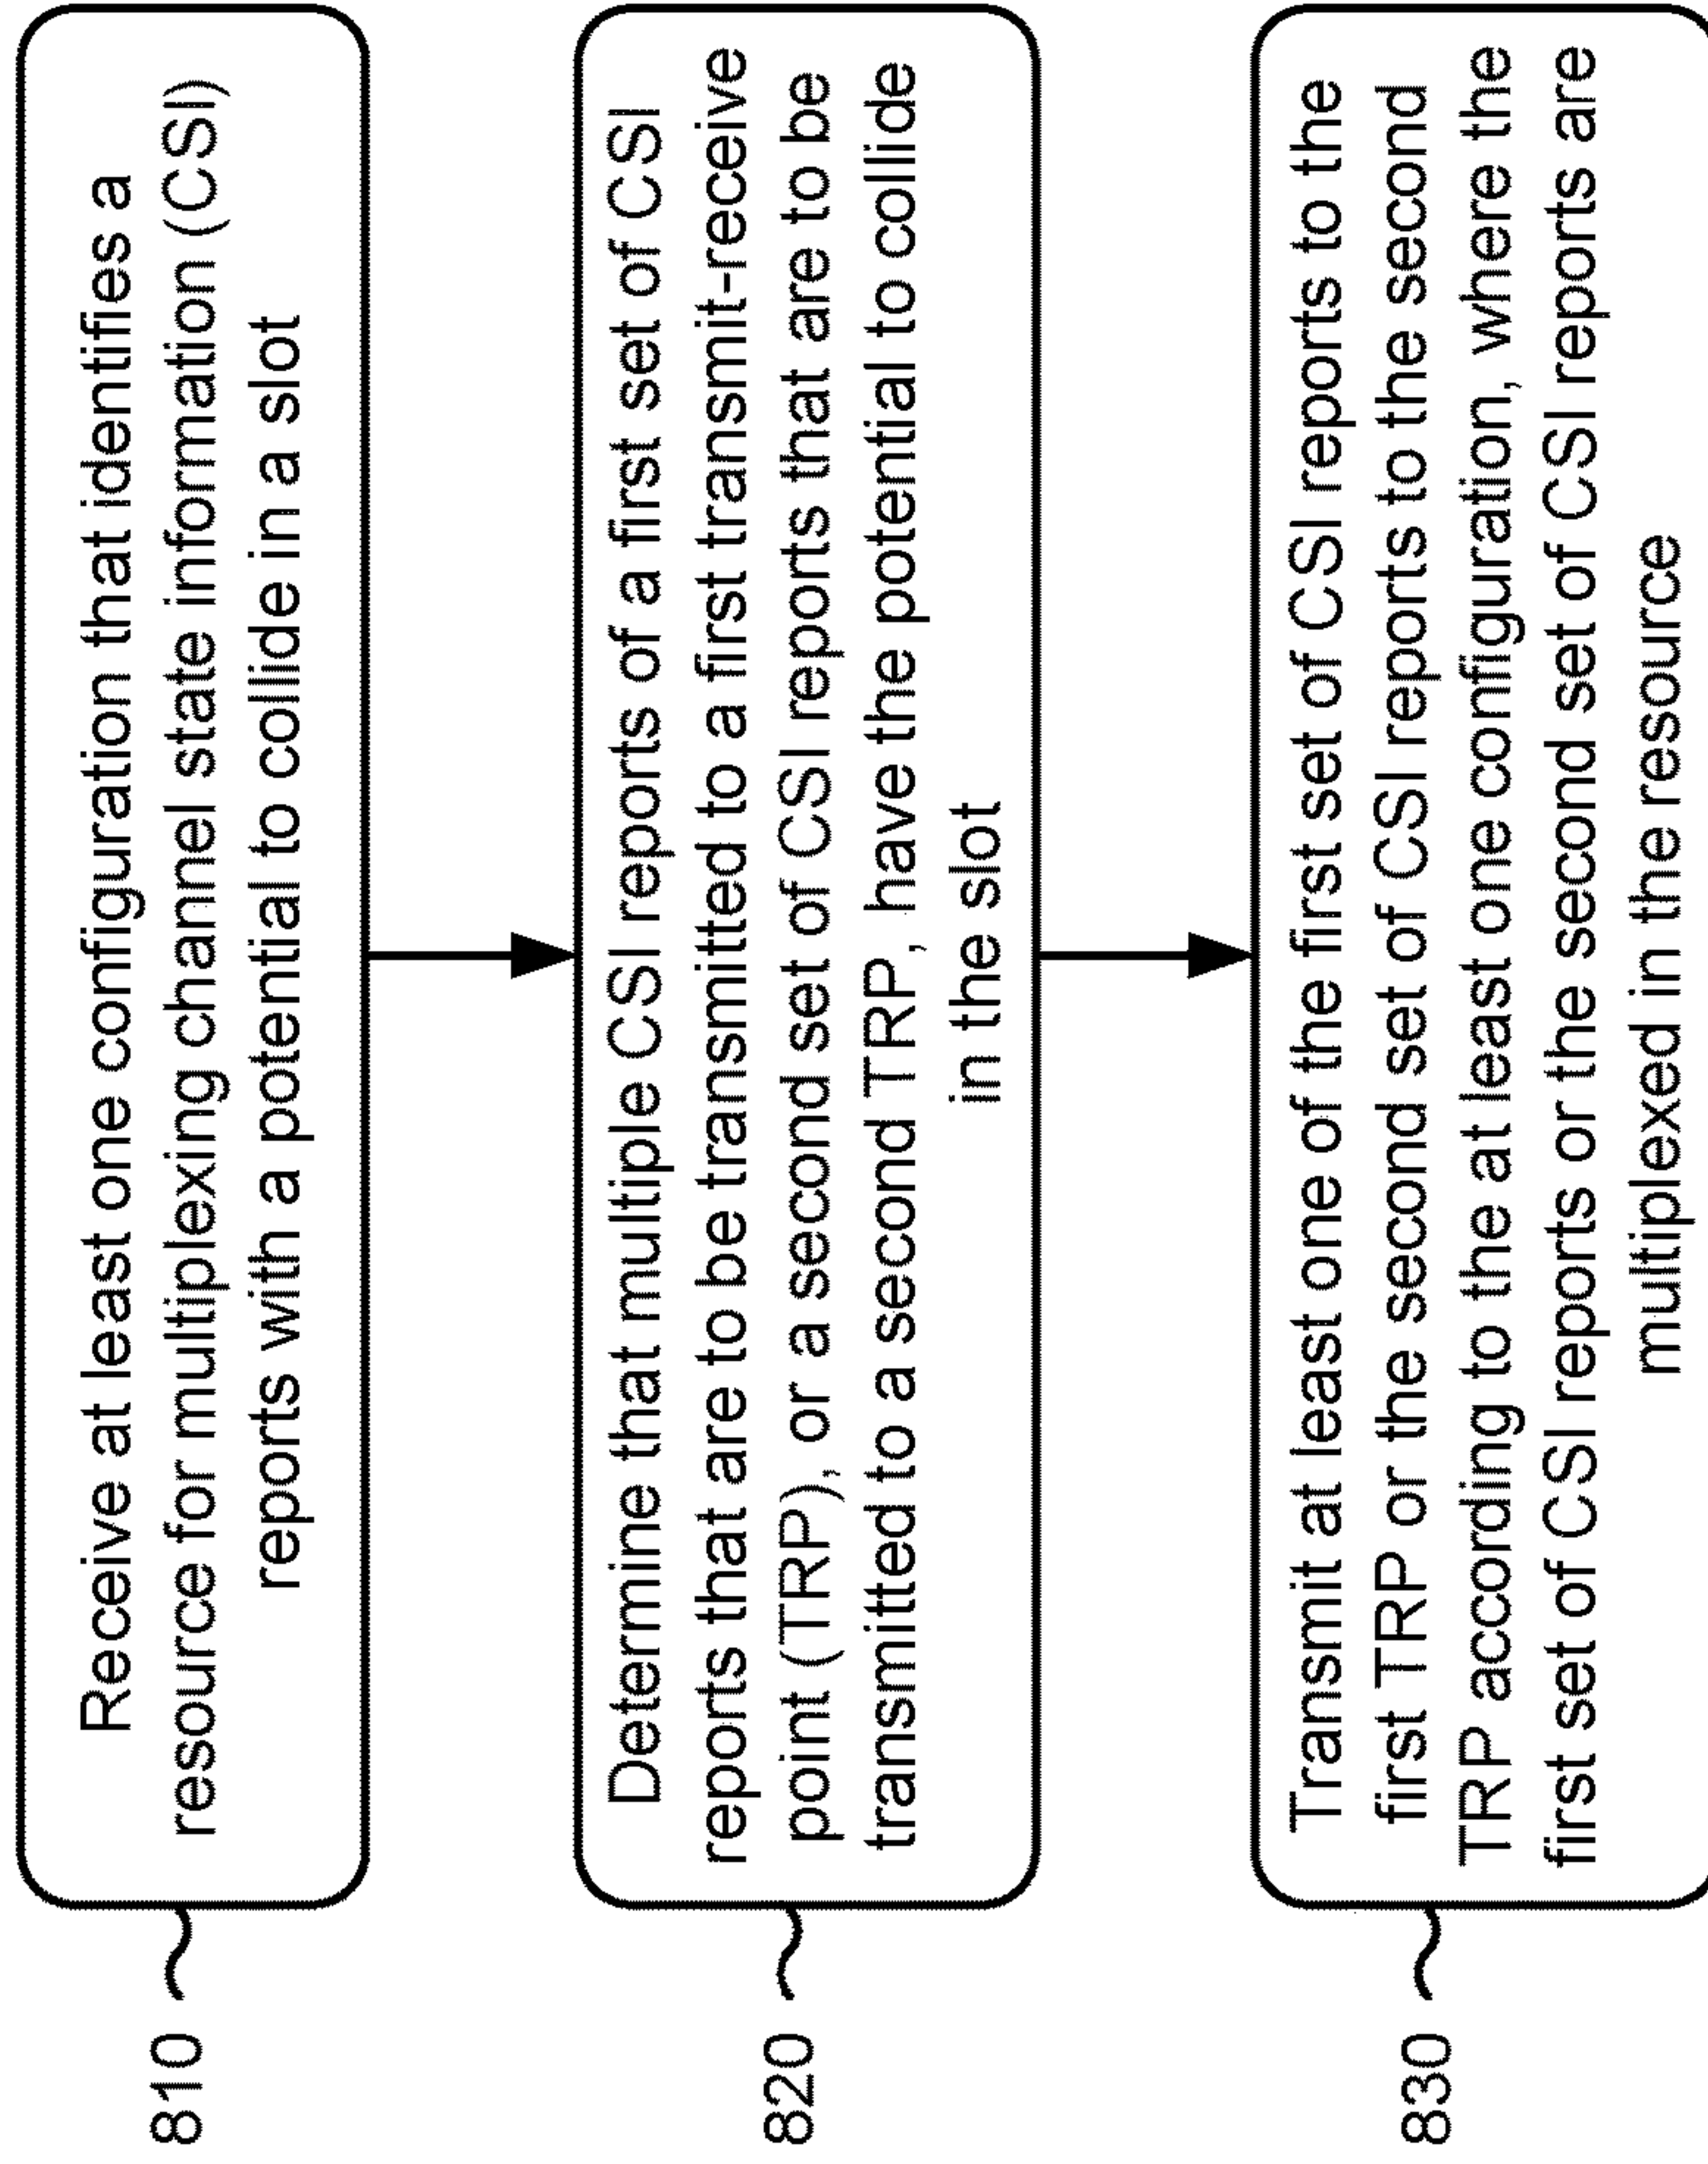 810
Receive at least one configuration that identifies a
resource for multiplexing channel state information (CSI)
reports with a potential to collide in a slot
820
Determine that multiple CSI reports of a first set of CSI
reports that are to be transmitted to a first transmit-receive
point (TRP), or a second set of CSI reports that are to be
transmitted to a second TRP, have the potential to collide
in the slot
830
Transmit at least one of the first set of CSI reports to the
first TRP or the second set of CSI reports to the second
TRP according to the at least one configuration, where the
first set of CSI reports or the second set of CSI reports are
multiplexed in the resource